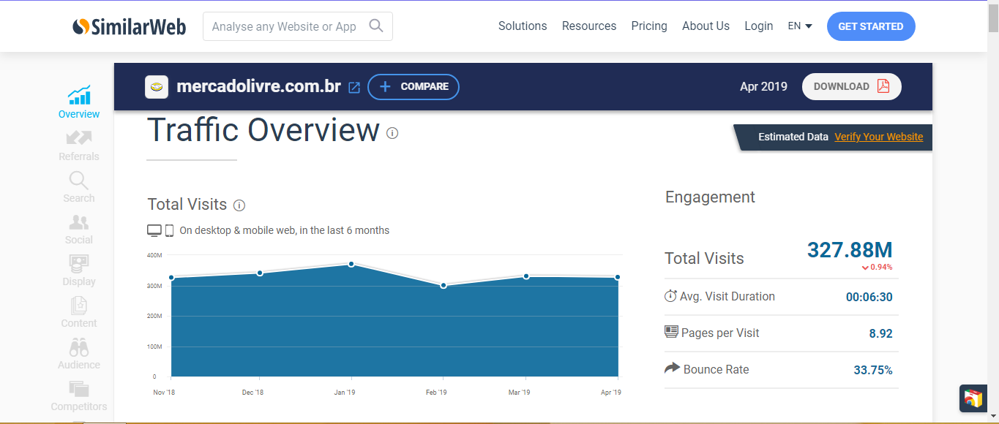 SimilarWeb
Analyse any Website or App
Solutions Resources Pricing About Us Login EN GET STARTED
mercadolivre.com.br COMPARE Apr 2019 DOWNLOAD
Overview
Referrals
Search
Social
Display
Content
Audience
Competitors
Traffic Overview
Estimated Data Verify Your Website
Total Visits
On desktop & mobile web, in the last 6 months
400M
300M
200M
100M
0
Nov '18 Dec '18 Jan '19 Feb '19 Mar '19 Apr '19
Engagement
Total Visits 327.88M
0.94%
Avg. Visit Duration 00:06:30
Pages per Visit 8.92
Bounce Rate 33.75%